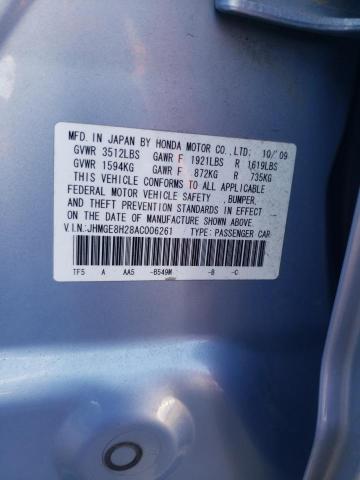 MFD. IN JAPAN BY HONDA MOTOR CO.,LTD. 10/'09
GVWR 3512LBS GAWR F 1921LBS R 1619LBS
GVWR 1594KG GAWR F 872KG R 735KG
THIS VEHICLE CONFORMS TO ALL APPLICABLE
FEDERAL MOTOR VEHICLE SAFETY ,BUMPER,
AND THEFT PREVENTION STANDARDS IN EFFECT
ON THE DATE OF MANUFACTURE SHOWN ABOVE.
V.I.N.:JHMGE8H28AC006261 TYPE: PASSENGER CAR
TF5 A AA5 -B549M -B -C